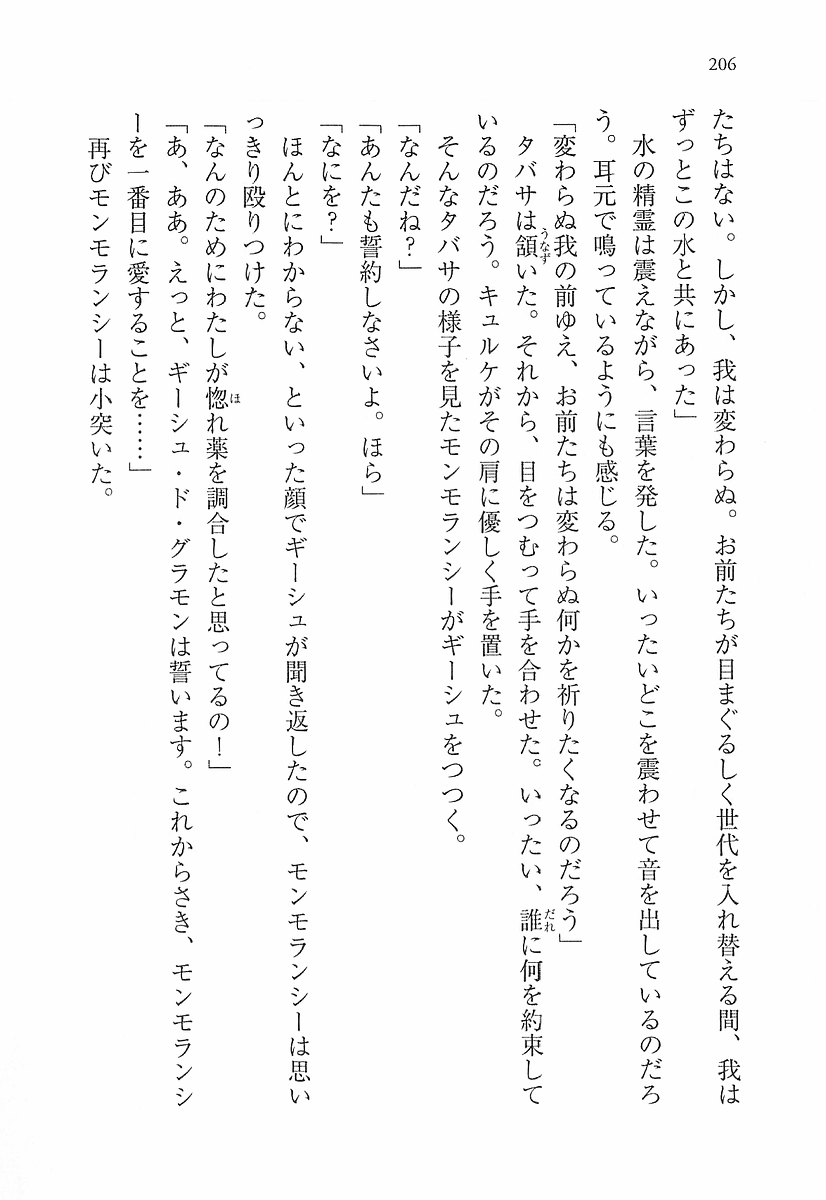 206
たちはない。しかし、我は変わらぬ。お前たちが目まぐるしく世代を入れ替える間、我は
ずっとこの水と共にあった」
　水の精霊は震えながら、言葉を発した。いったいどこを震わせて音を出しているのだろ
う。耳元で鳴っているようにも感じる。
「変わらぬ我の前ゆえ、お前たちは変わらぬ何かを祈りたくなるのだろう」
　タバサは頷いた。それから、目をつむって手を合わせた。いったい、誰に何を約束して
いるのだろう。キュルケがその肩に優しく手を置いた。
　そんなタバサの様子を見たモンモランシーがギーシュをつつく。
「なんだね？」
「あんたも誓約しなさいよ。ほら」
「なにを？」
　ほんとにわからない、といった顔でギーシュが聞き返したので、モンモランシーは思い
っきり殴りつけた。
「なんのためにわたしが惚れ薬を調合したと思ってるの！」
「あ、ああ。えっと、ギーシュ・ド・グラモンは誓います。これからさき、モンモランシ
ーを一番目に愛することを……」
　再びモンモランシーは小突いた。